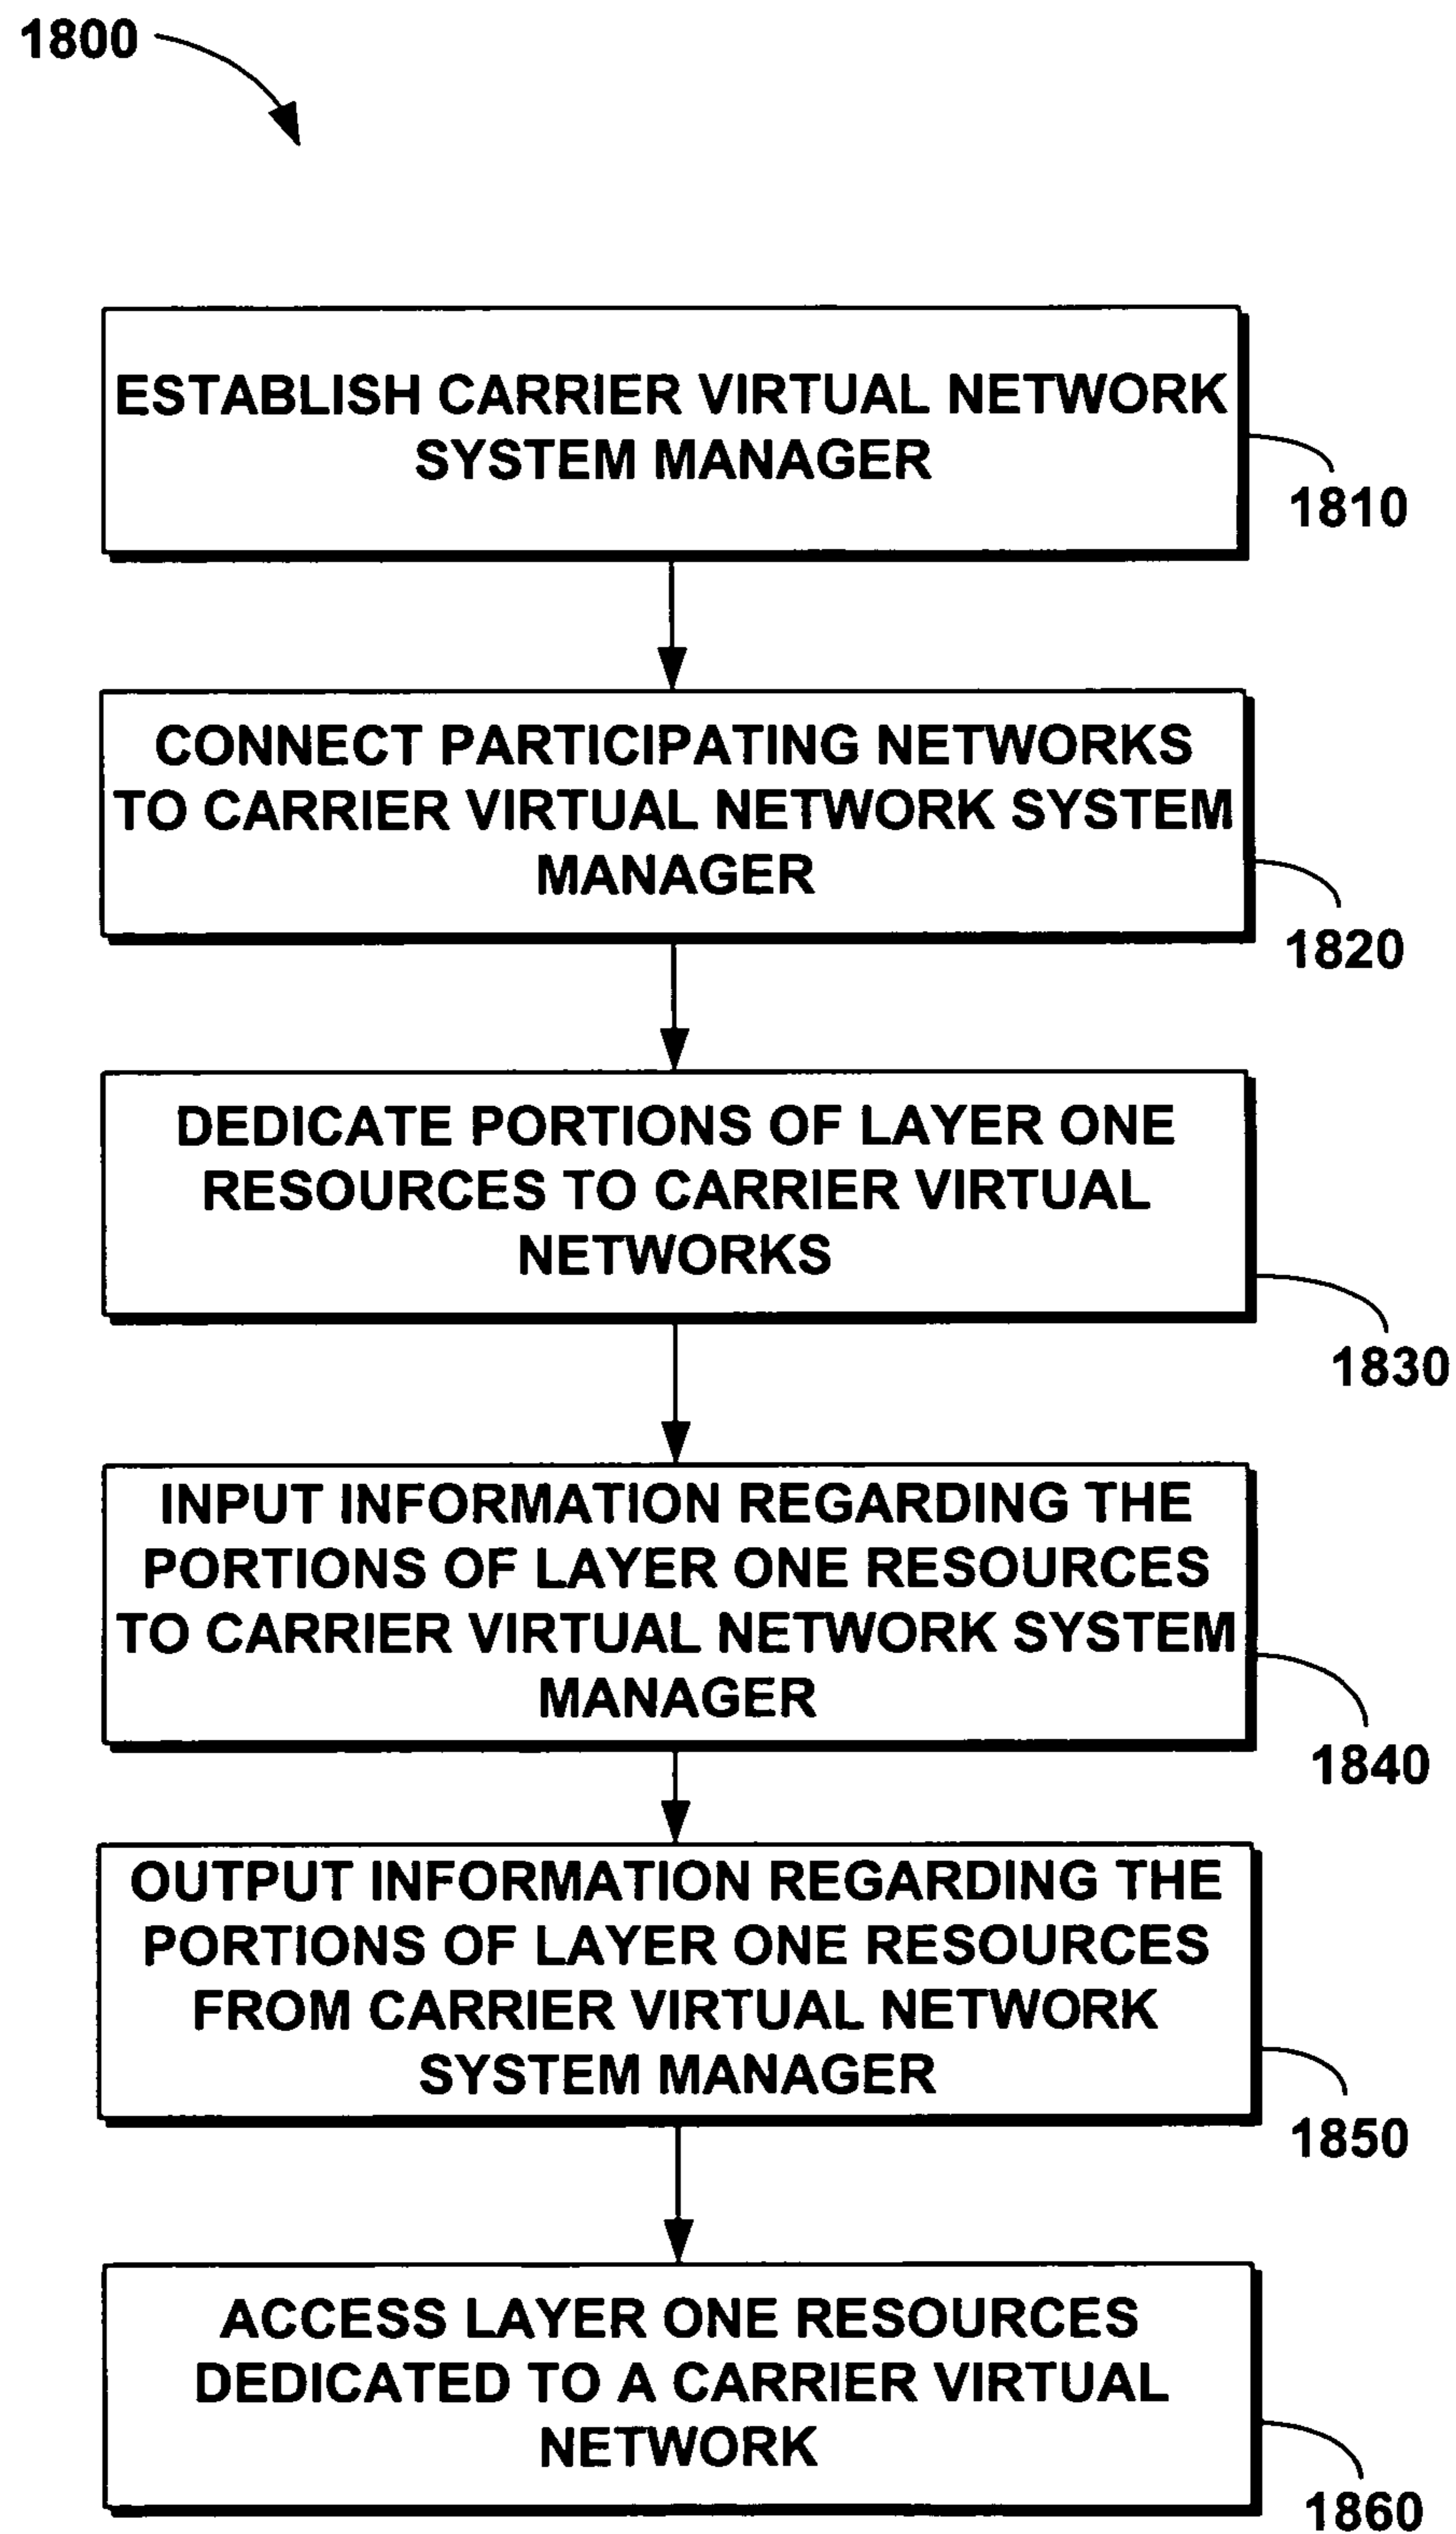 1800
ESTABLISH CARRIER VIRTUAL NETWORK
SYSTEM MANAGER
1810
CONNECT PARTICIPATING NETWORKS
TO CARRIER VIRTUAL NETWORK SYSTEM
MANAGER
1820
DEDICATE PORTIONS OF LAYER ONE
RESOURCES TO CARRIER VIRTUAL
NETWORKS
1830
INPUT INFORMATION REGARDING THE
PORTIONS OF LAYER ONE RESOURCES
TO CARRIER VIRTUAL NETWORK SYSTEM
MANAGER
1840
OUTPUT INFORMATION REGARDING THE
PORTIONS OF LAYER ONE RESOURCES
FROM CARRIER VIRTUAL NETWORK
SYSTEM MANAGER
1850
ACCESS LAYER ONE RESOURCES
DEDICATED TO A CARRIER VIRTUAL
NETWORK
1860